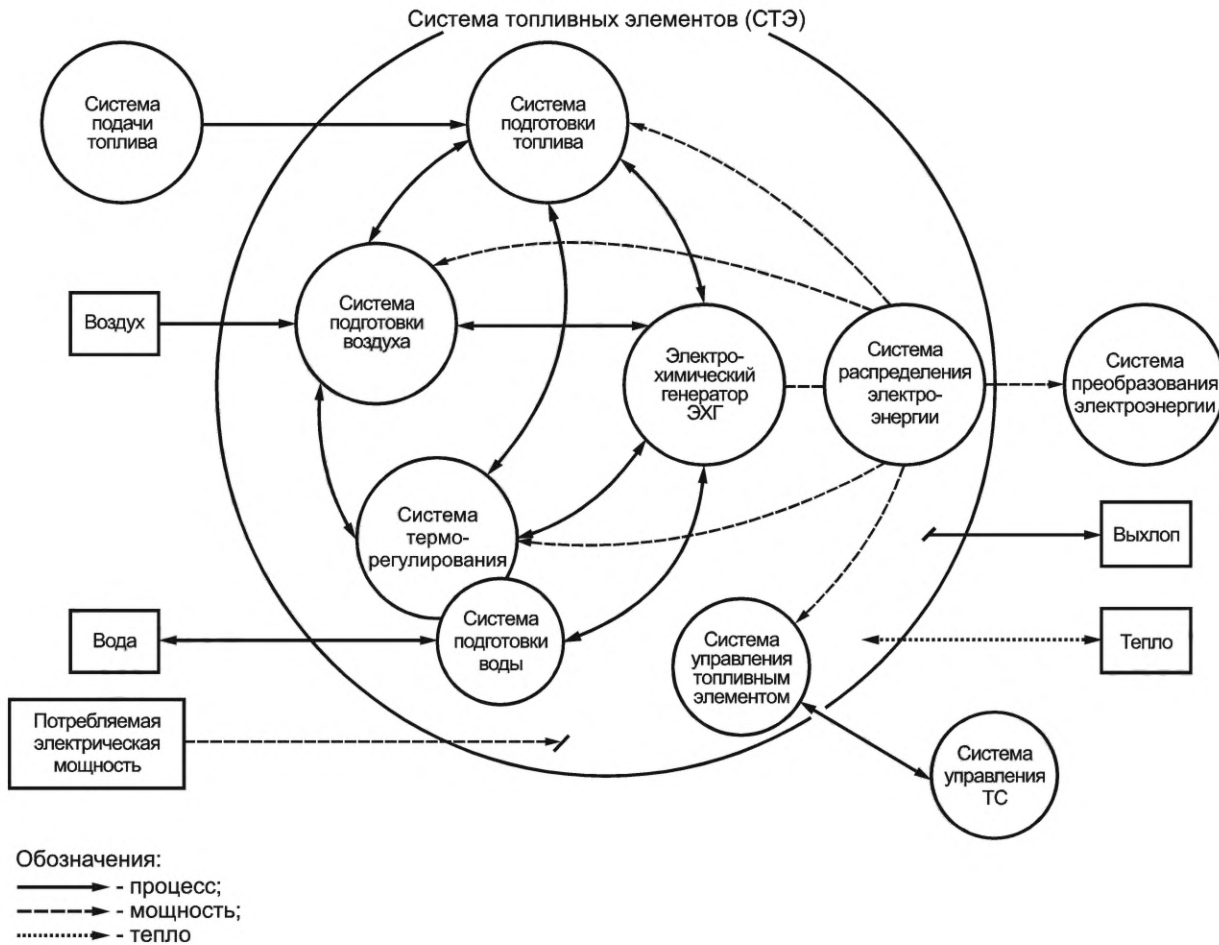 Система топливных элементов (СТЭ)
Система
подачи
топлива
Система
подготовки
топлива
Воздух
Система
подготовки
воздуха
Электро-
химический
генератор
ЭХГ
Система
распределения
электро-
энергии
Система
преобразования
электроэнергии
Система
термо-
регулирования
Выхлоп
Вода
Система
подготовки
воды
Система
управления
топливным
элементом
Тепло
Потребляемая
электрическая
мощность
Система
управления
ТС
Обозначения:
- процесс;
- мощность;
- тепло